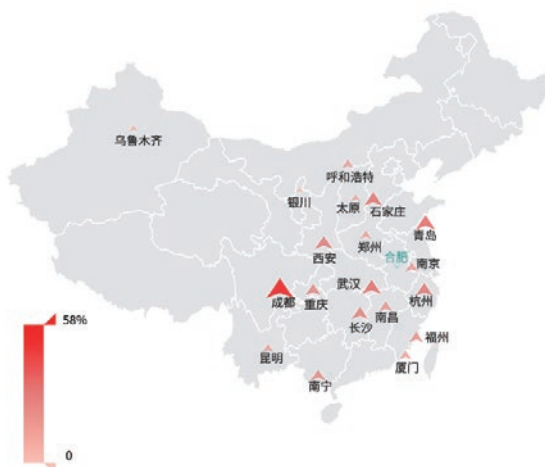 乌鲁木齐
呼和浩特
银川
太原
石家庄
青岛
西安
郑州
合肥
南京
成都
重庆
武汉
杭州
长沙
南昌
58%
福州
昆明
厦门
南宁
0